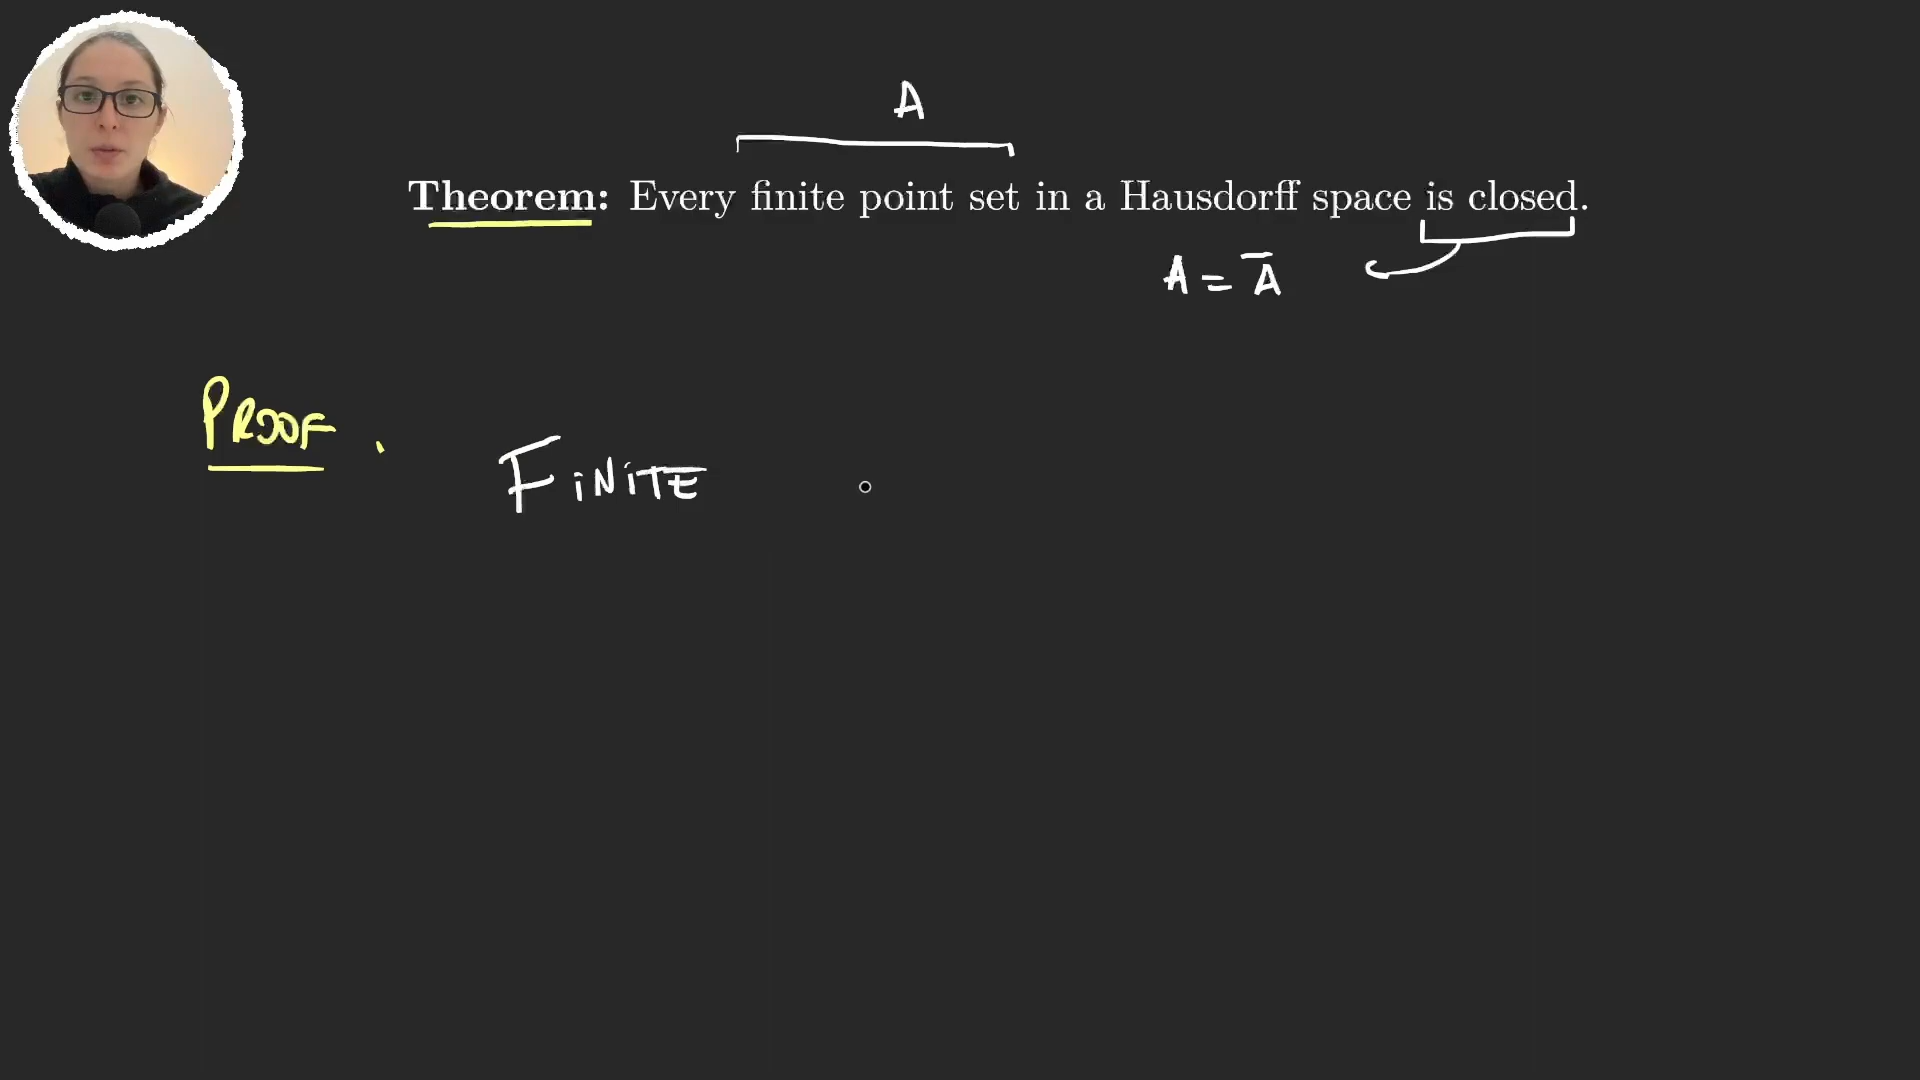 A
Theorem: Every finite point set in a Hausdorff space is closed.
A = A̅
PROOF.
FiNiTE